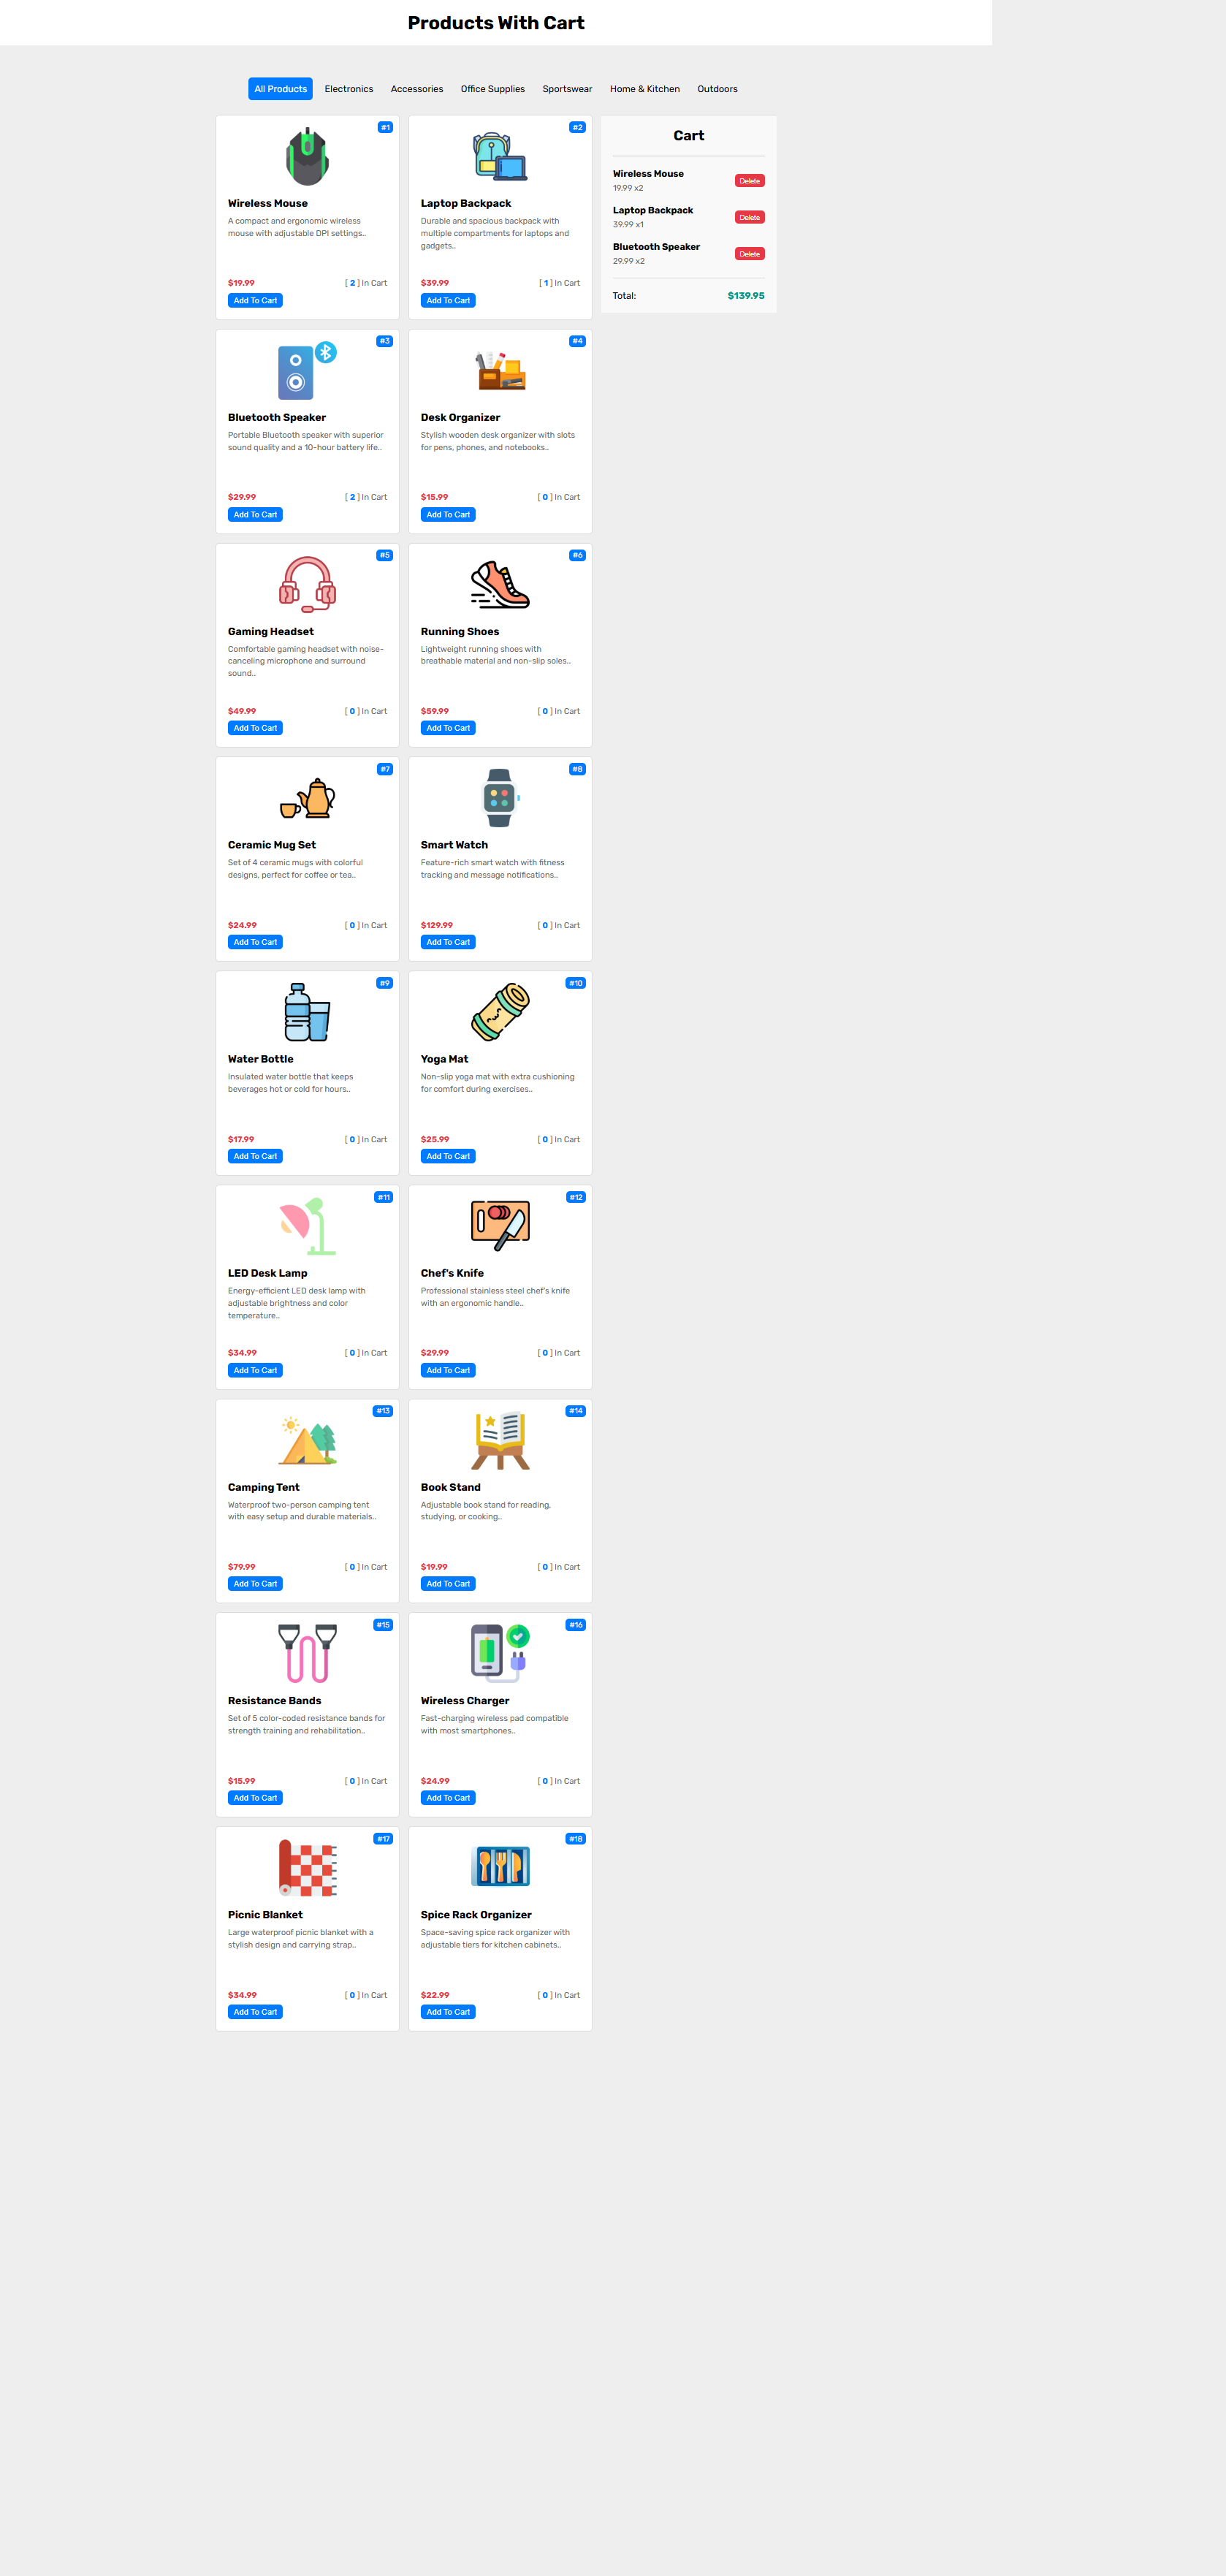 Products With Cart
All Products Electronics Accessories Office Supplies Sportswear Home & Kitchen Outdoors
#1
Wireless Mouse
A compact and ergonomic wireless
mouse with adjustable DPI settings..
$19.99 [ 2 ] In Cart
Add To Cart
#2
Laptop Backpack
Durable and spacious backpack with
multiple compartments for laptops and
gadgets..
$39.99 [ 1 ] In Cart
Add To Cart
Cart
Wireless Mouse
19.99 x2
Delete
Laptop Backpack
39.99 x1
Delete
Bluetooth Speaker
29.99 x2
Delete
Total: $139.95
#3
Bluetooth Speaker
Portable Bluetooth speaker with superior
sound quality and a 10-hour battery life..
$29.99 [ 2 ] In Cart
Add To Cart
#4
Desk Organizer
Stylish wooden desk organizer with slots
for pens, phones, and notebooks..
$15.99 [ 0 ] In Cart
Add To Cart
#5
Gaming Headset
Comfortable gaming headset with noise-
canceling microphone and surround
sound..
$49.99 [ 0 ] In Cart
Add To Cart
#6
Running Shoes
Lightweight running shoes with
breathable material and non-slip soles..
$59.99 [ 0 ] In Cart
Add To Cart
#7
Ceramic Mug Set
Set of 4 ceramic mugs with colorful
designs, perfect for coffee or tea..
$24.99 [ 0 ] In Cart
Add To Cart
#8
Smart Watch
Feature-rich smart watch with fitness
tracking and message notifications..
$129.99 [ 0 ] In Cart
Add To Cart
#9
Water Bottle
Insulated water bottle that keeps
beverages hot or cold for hours..
$17.99 [ 0 ] In Cart
Add To Cart
#10
Yoga Mat
Non-slip yoga mat with extra cushioning
for comfort during exercises..
$25.99 [ 0 ] In Cart
Add To Cart
#11
LED Desk Lamp
Energy-efficient LED desk lamp with
adjustable brightness and color
temperature..
$34.99 [ 0 ] In Cart
Add To Cart
#12
Chef's Knife
Professional stainless steel chef's knife
with an ergonomic handle..
$29.99 [ 0 ] In Cart
Add To Cart
#13
Camping Tent
Waterproof two-person camping tent
with easy setup and durable materials..
$79.99 [ 0 ] In Cart
Add To Cart
#14
Book Stand
Adjustable book stand for reading,
studying, or cooking..
$19.99 [ 0 ] In Cart
Add To Cart
#15
Resistance Bands
Set of 5 color-coded resistance bands for
strength training and rehabilitation..
$15.99 [ 0 ] In Cart
Add To Cart
#16
Wireless Charger
Fast-charging wireless pad compatible
with most smartphones..
$24.99 [ 0 ] In Cart
Add To Cart
#17
Picnic Blanket
Large waterproof picnic blanket with a
stylish design and carrying strap..
$34.99 [ 0 ] In Cart
Add To Cart
#18
Spice Rack Organizer
Space-saving spice rack organizer with
adjustable tiers for kitchen cabinets..
$22.99 [ 0 ] In Cart
Add To Cart